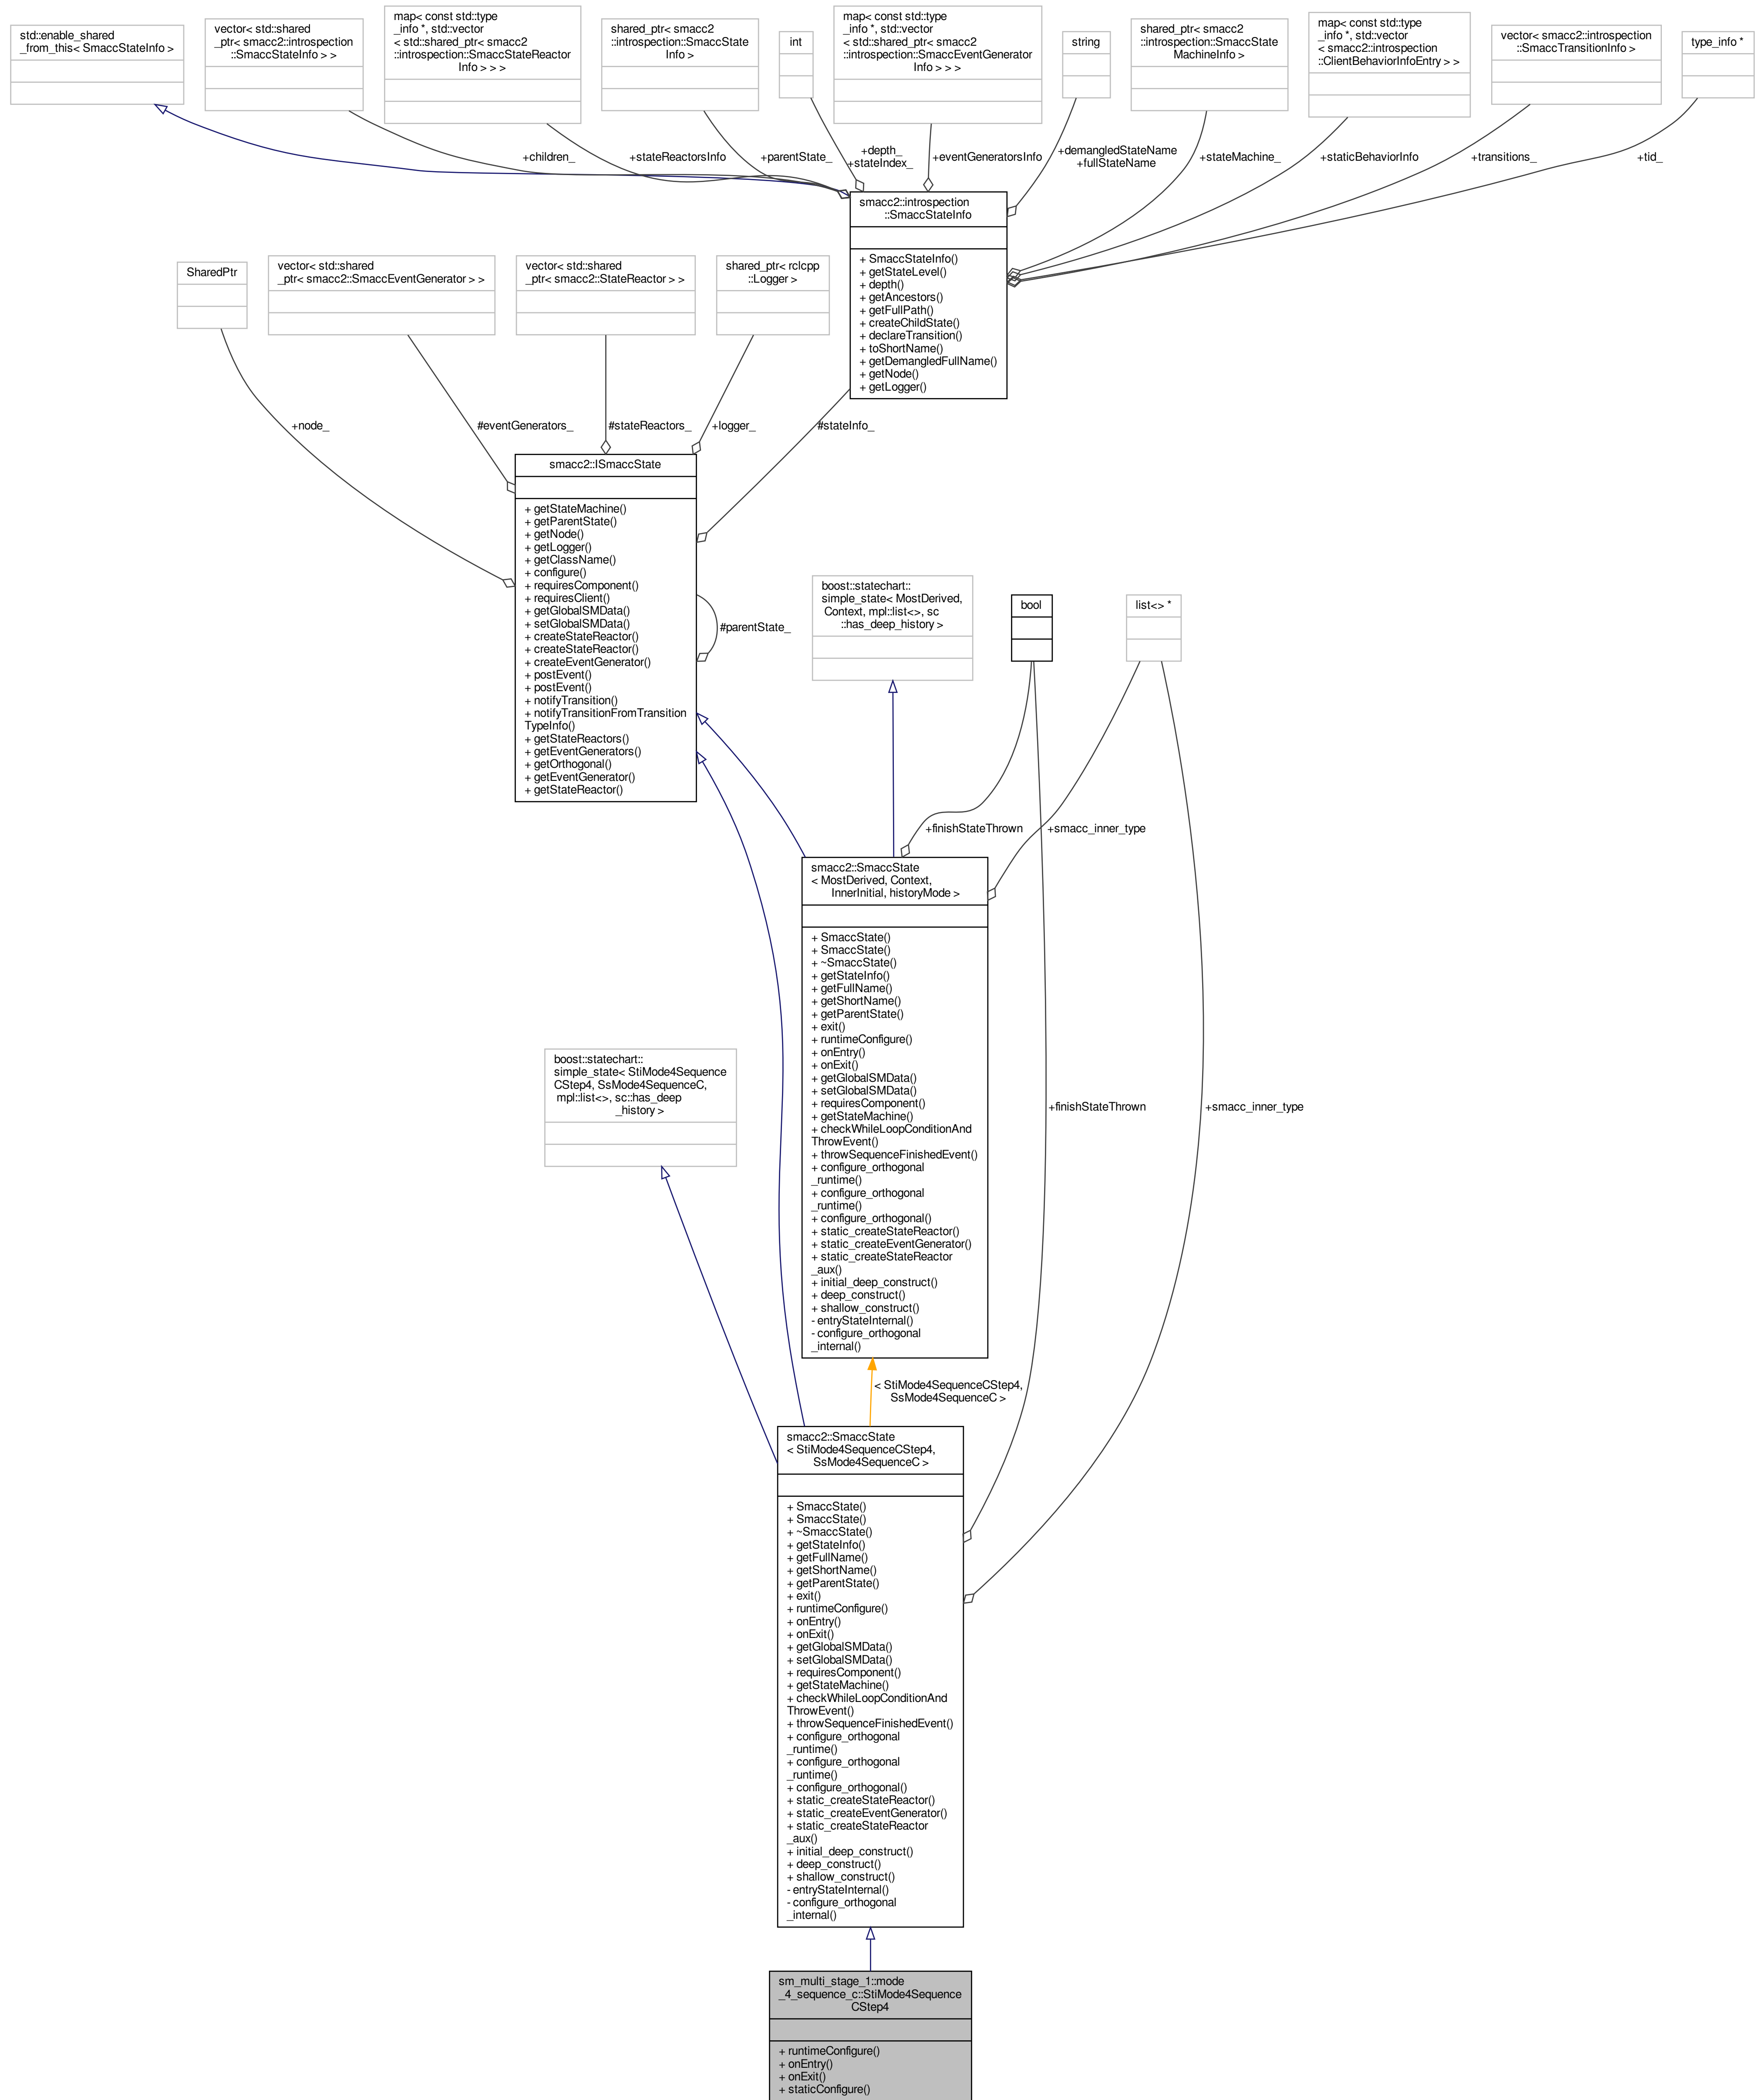 std::enable_shared
_from_this< SmaccStateInfo >
vector< std::shared
_ptr< smacc2::introspection
::SmaccStateInfo > >
map< const std::type
_info *, std::vector
< std::shared_ptr< smacc2
::introspection::SmaccStateReactor
Info > > >
shared_ptr< smacc2
::introspection::SmaccState
Info >
int
map< const std::type
_info *, std::vector
< std::shared_ptr< smacc2
::introspection::SmaccEventGenerator
Info > > >
string
shared_ptr< smacc2
::introspection::SmaccState
MachineInfo >
map< const std::type
_info *, std::vector
< smacc2::introspection
::ClientBehaviorInfoEntry > >
vector< smacc2::introspection
::SmaccTransitionInfo >
type_info *
+children_
+stateReactorsInfo
+parentState_
+depth_
+stateIndex_
+eventGeneratorsInfo
+demangledStateName
+fullStateName
+stateMachine_
+staticBehaviorInfo
+transitions_
+tid_
smacc2::introspection
::SmaccStateInfo
+ SmaccStateInfo()
+ getStateLevel()
+ depth()
+ getAncestors()
+ getFullPath()
+ createChildState()
+ declareTransition()
+ toShortName()
+ getDemangledFullName()
+ getNode()
+ getLogger()
SharedPtr
vector< std::shared
_ptr< smacc2::SmaccEventGenerator > >
vector< std::shared
_ptr< smacc2::StateReactor > >
shared_ptr< rclcpp
::Logger >
+node_
#eventGenerators_
#stateReactors_
+logger_
#stateInfo_
smacc2::ISmaccState
+ getStateMachine()
+ getParentState()
+ getNode()
+ getLogger()
+ getClassName()
+ configure()
+ requiresComponent()
+ requiresClient()
+ getGlobalSMData()
+ setGlobalSMData()
+ createStateReactor()
+ createStateReactor()
+ createEventGenerator()
+ postEvent()
+ postEvent()
+ notifyTransition()
+ notifyTransitionFromTransition
TypeInfo()
+ getStateReactors()
+ getEventGenerators()
+ getOrthogonal()
+ getEventGenerator()
+ getStateReactor()
#parentState_
boost::statechart::
simple_state< MostDerived,
Context, mpl::list<>, sc
::has_deep_history >
bool
list<> *
+finishStateThrown
+smacc_inner_type
smacc2::SmaccState
< MostDerived, Context,
InnerInitial, historyMode >
+ SmaccState()
+ SmaccState()
+ ~SmaccState()
+ getStateInfo()
+ getFullName()
+ getShortName()
+ getParentState()
+ exit()
+ runtimeConfigure()
+ onEntry()
+ onExit()
+ getGlobalSMData()
+ setGlobalSMData()
+ requiresComponent()
+ getStateMachine()
+ checkWhileLoopConditionAnd
ThrowEvent()
+ throwSequenceFinishedEvent()
+ configure_orthogonal
_runtime()
+ configure_orthogonal
_runtime()
+ configure_orthogonal()
+ static_createStateReactor()
+ static_createEventGenerator()
+ static_createStateReactor
_aux()
+ initial_deep_construct()
+ deep_construct()
+ shallow_construct()
- entryStateInternal()
- configure_orthogonal
_internal()
boost::statechart::
simple_state< StiMode4Sequence
CStep4, SsMode4SequenceC,
mpl::list<>, sc::has_deep
_history >
+finishStateThrown
+smacc_inner_type
< StiMode4SequenceCStep4,
SsMode4SequenceC >
smacc2::SmaccState
< StiMode4SequenceCStep4,
SsMode4SequenceC >
+ SmaccState()
+ SmaccState()
+ ~SmaccState()
+ getStateInfo()
+ getFullName()
+ getShortName()
+ getParentState()
+ exit()
+ runtimeConfigure()
+ onEntry()
+ onExit()
+ getGlobalSMData()
+ setGlobalSMData()
+ requiresComponent()
+ getStateMachine()
+ checkWhileLoopConditionAnd
ThrowEvent()
+ throwSequenceFinishedEvent()
+ configure_orthogonal
_runtime()
+ configure_orthogonal
_runtime()
+ configure_orthogonal()
+ static_createStateReactor()
+ static_createEventGenerator()
+ static_createStateReactor
_aux()
+ initial_deep_construct()
+ deep_construct()
+ shallow_construct()
- entryStateInternal()
- configure_orthogonal
_internal()
sm_multi_stage_1::mode
_4_sequence_c::StiMode4Sequence
CStep4
+ runtimeConfigure()
+ onEntry()
+ onExit()
+ staticConfigure()